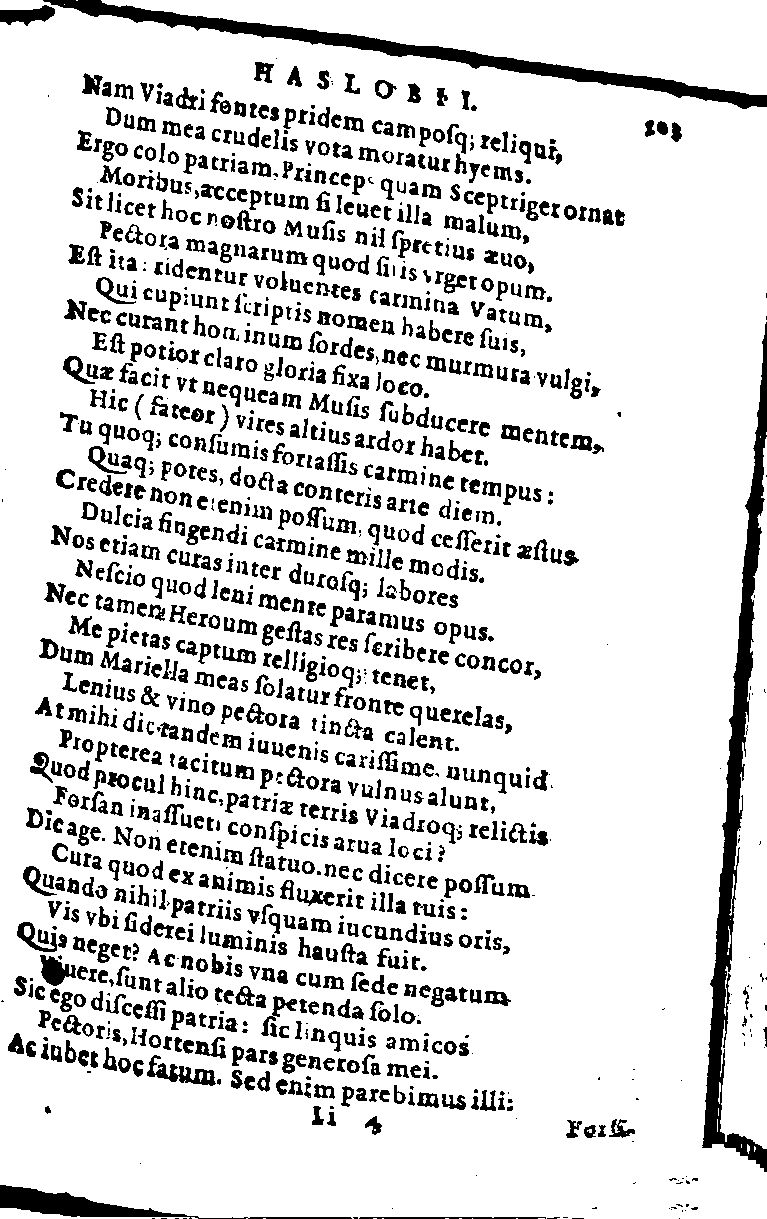 HASLOBII.
103
Nam Viadri fontes pridem campoſq; reliqui,
Dum mea crudelis vota moratur hyems.
Ergo colo patriam, Princeps quam Sceptriger ornat
Moribus, acceptum ſi leuet illa malum,
Sit licet hoc noſtro Muſis nil ſpretius æuo,
Pectora magnarum quod ſitis vrget opum.
Eſt ita: ridentur voluentes carmina Vatum,
Qui cupiunt ſcriptis nomen habere ſuis,
Nec curant hominum ſordes, nec murmura vulgi,
Eſt potior claro gloria fixa loco.
Quæ facit vt nequeam Muſis ſubducere mentem,
Hic (fateor) vires altius ardor habet.
Tu quoq; conſumis fortaſſis carmine tempus:
Quaq; potes, docta conteris arte diem.
Credere non etenim poſſum, quod ceſſerit æſtus
Dulcia fingendi carmine mille modis.
Nos etiam curas inter duroſq; labores
Neſcio quod leni mente paramus opus.
Nec tamen Heroum geſtas res ſcribere concor,
Me pietas captum relligioq; tenet,
Dum Mariella meas ſolatur fronte querelas,
Lenius & vino pectora tincta calent.
At mihi dic tandem iuuenis cariſſime, nunquid
Propterea tacitum pectora vulnus alunt,
Quod procul hinc, patriæ terris Viadroq; relictis
Forſan inaſſueti conſpicis arua loci?
Dic age. Non etenim ſtatuo, nec dicere poſſum
Cura quod ex animis fluxerit illa tuis:
Quando nihil patriis vſquam iucundius oris,
Vis vbi ſiderei luminis hauſta fuit.
Quis neget? Ac nobis vna cum ſede negatum
Viuere, ſunt alio tecta petenda ſolo.
Sic ego diſceſſi patria: ſic linquis amicos
Pectoris, Hortenſi pars generoſa mei.
Ac iubet hoc fatum. Sed enim parebimus illi:
Ii 4
Forſſ-